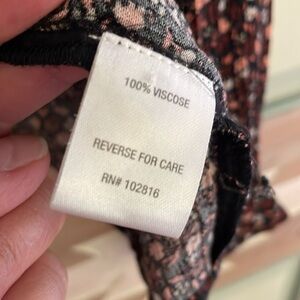 100% VISCOSE
REVERSE FOR CARE
RN# 102816